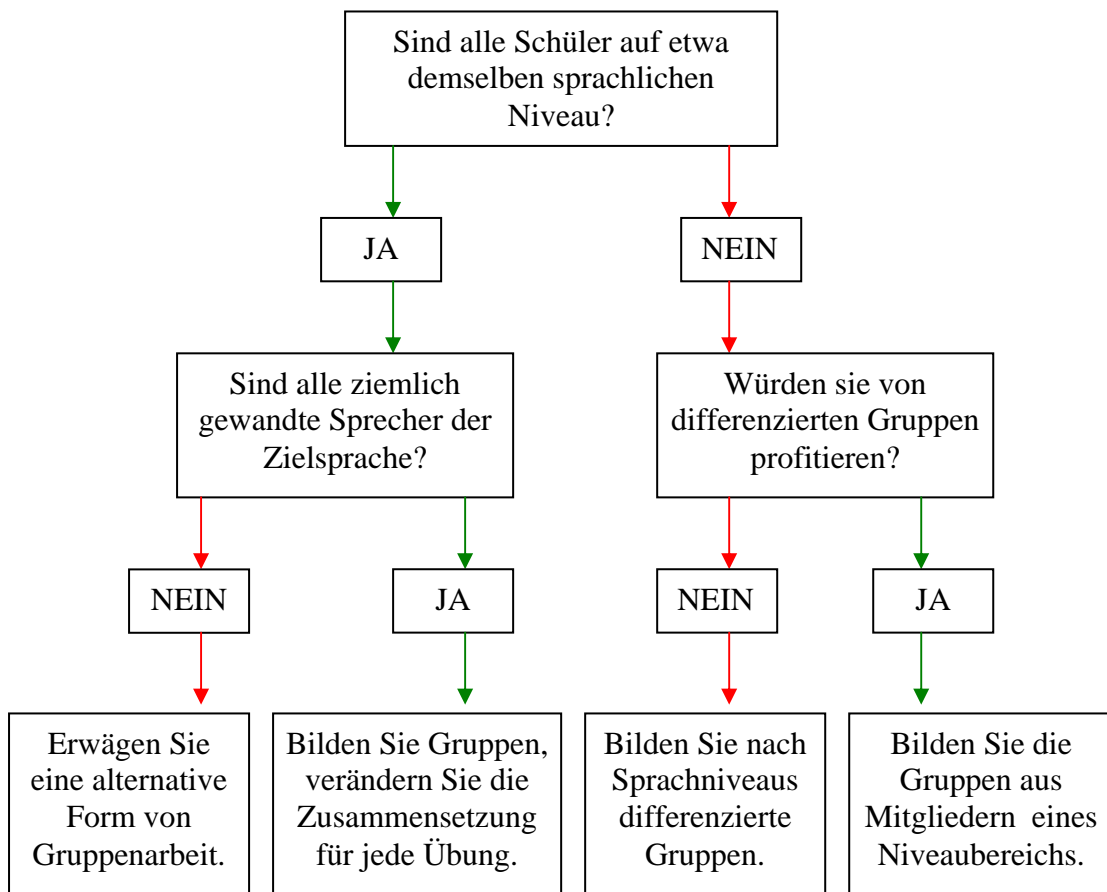 Sind alle Schüler auf etwa
demselben sprachlichen
Niveau?
JA
NEIN
Sind alle ziemlich
gewandte Sprecher der
Zielsprache?
Würden sie von
differenzierten Gruppen
profitieren?
NEIN
JA
NEIN
JA
Erwägen Sie
eine alternative
Form von
Gruppenarbeit.
Bilden Sie Gruppen,
verändern Sie die
Zusammensetzung
für jede Übung.
Bilden Sie nach
Sprachniveaus
differenzierte
Gruppen.
Bilden Sie die
Gruppen aus
Mitgliedern eines
Niveaubereichs.